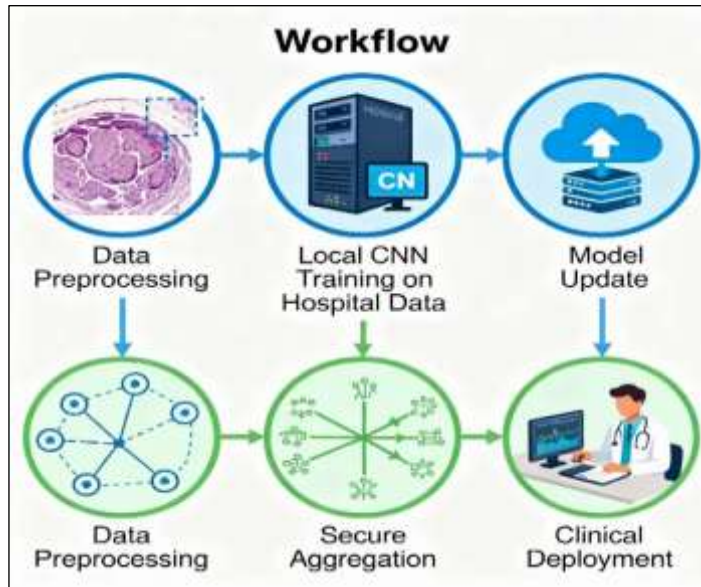 Workflow
CN
Data
Preprocessing
Local CNN
Training on
Hospital Data
Model
Update
Data
Preprocessing
Secure
Aggregation
Clinical
Deployment